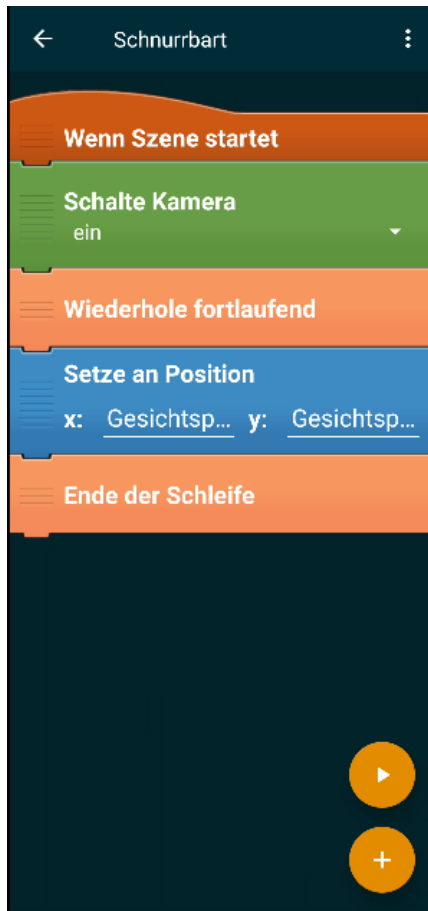 Schnurrbart
Wenn Szene startet
Schalte Kamera
ein
Wiederhole fortlaufend
Setze an Position
x: Gesichtsp... y: Gesichtsp...
Ende der Schleife